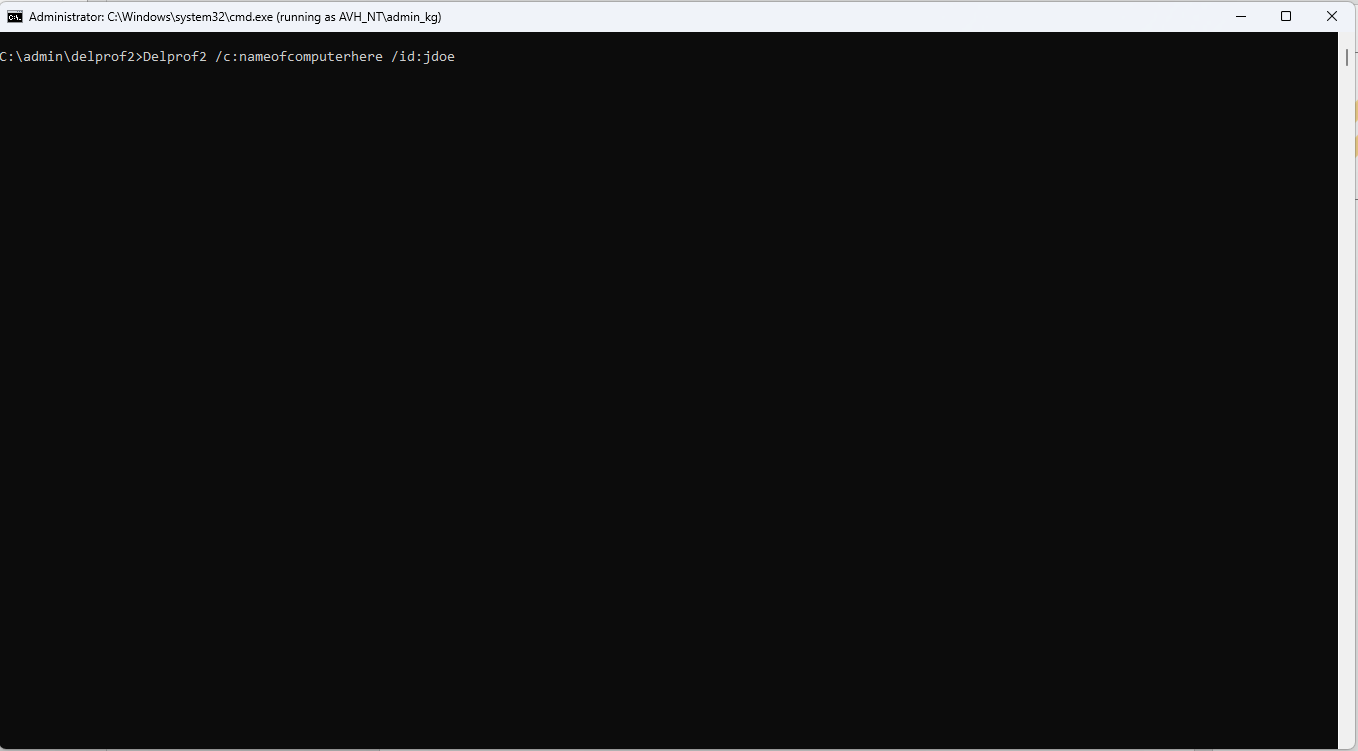 Administrator: C:\Windows\system32\cmd.exe (running as AVH_NT\admin_kg)
C:\admin\delprof2>Delprof2 /c:nameofcomputerhere /id:jdoe